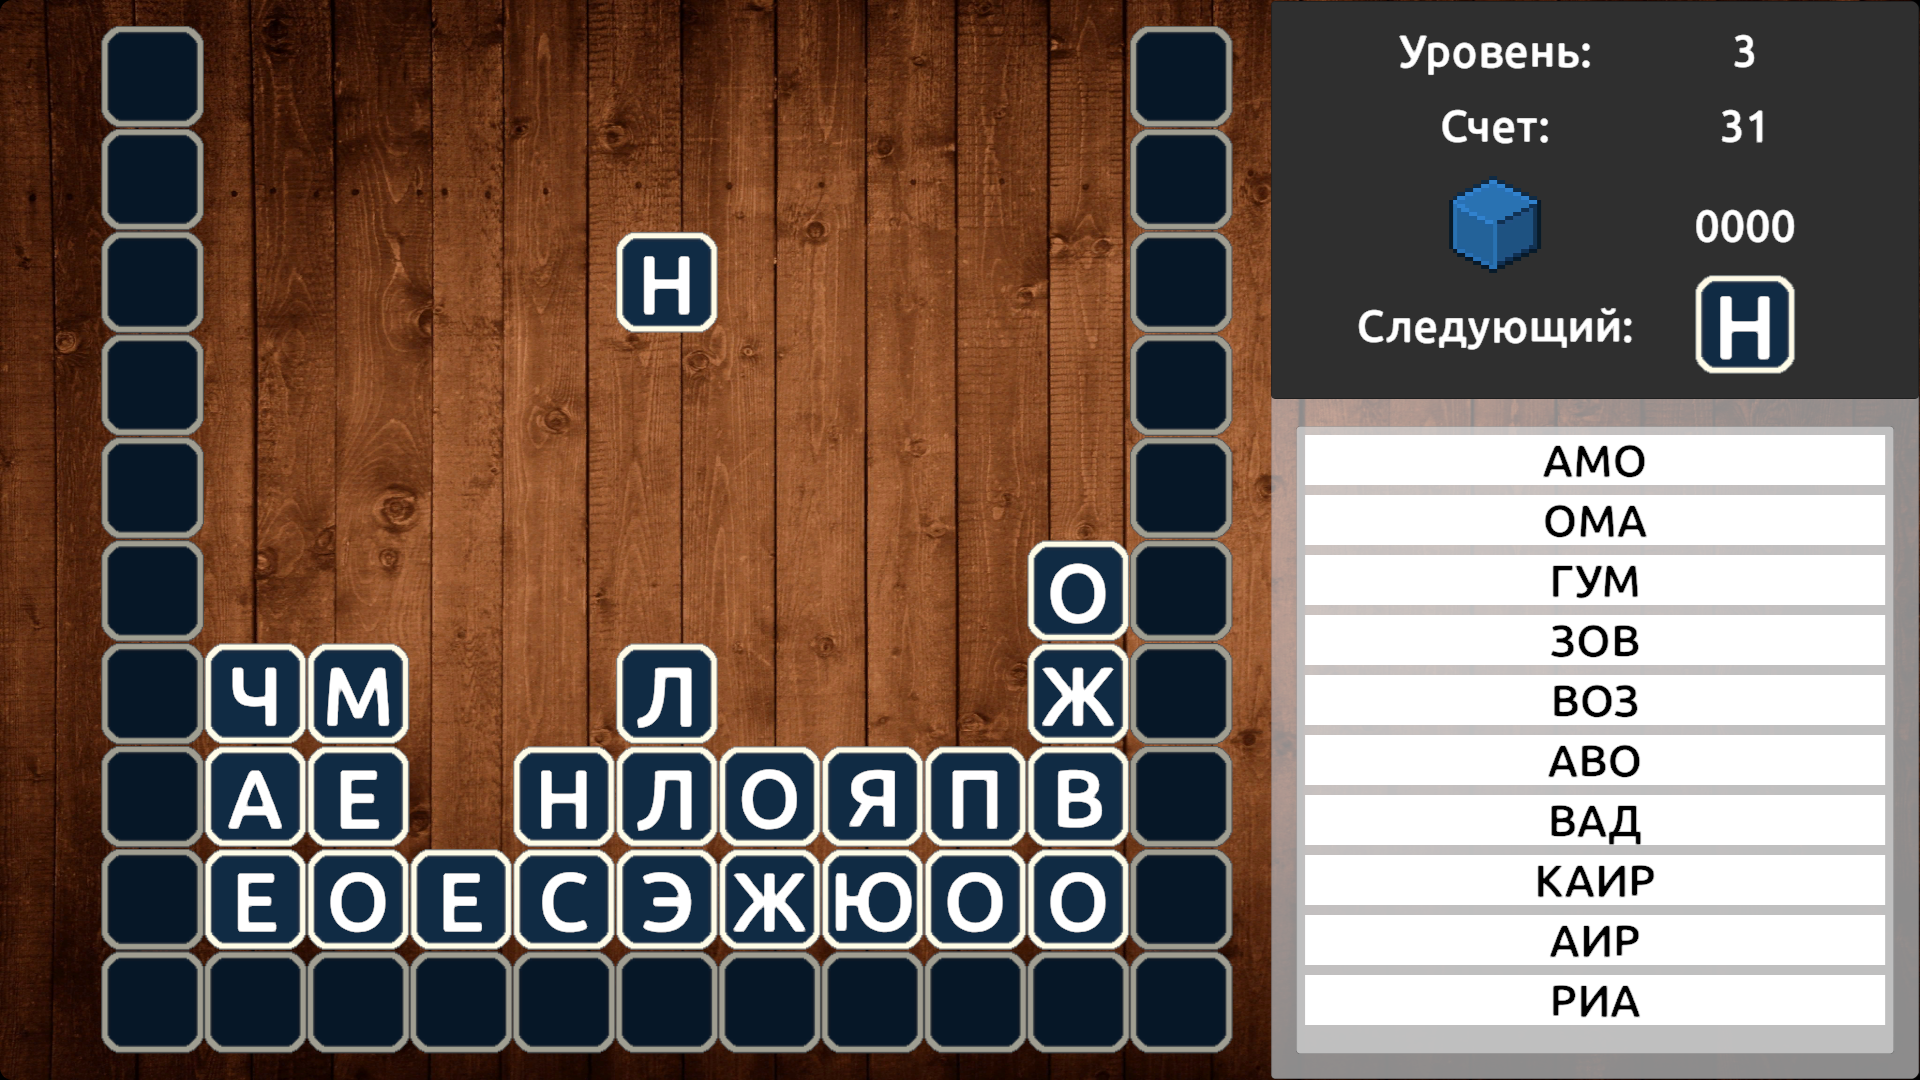 Уровень: 3
Счет: 31
0000
Следующий: Н
Н
О
Ч М Л Ж
А Е Н Л О Я П В
Е О Е С Э Ж Ю О О
АМО
ОМА
ГУМ
ЗОВ
ВОЗ
АВО
ВАД
КАИР
АИР
РИА